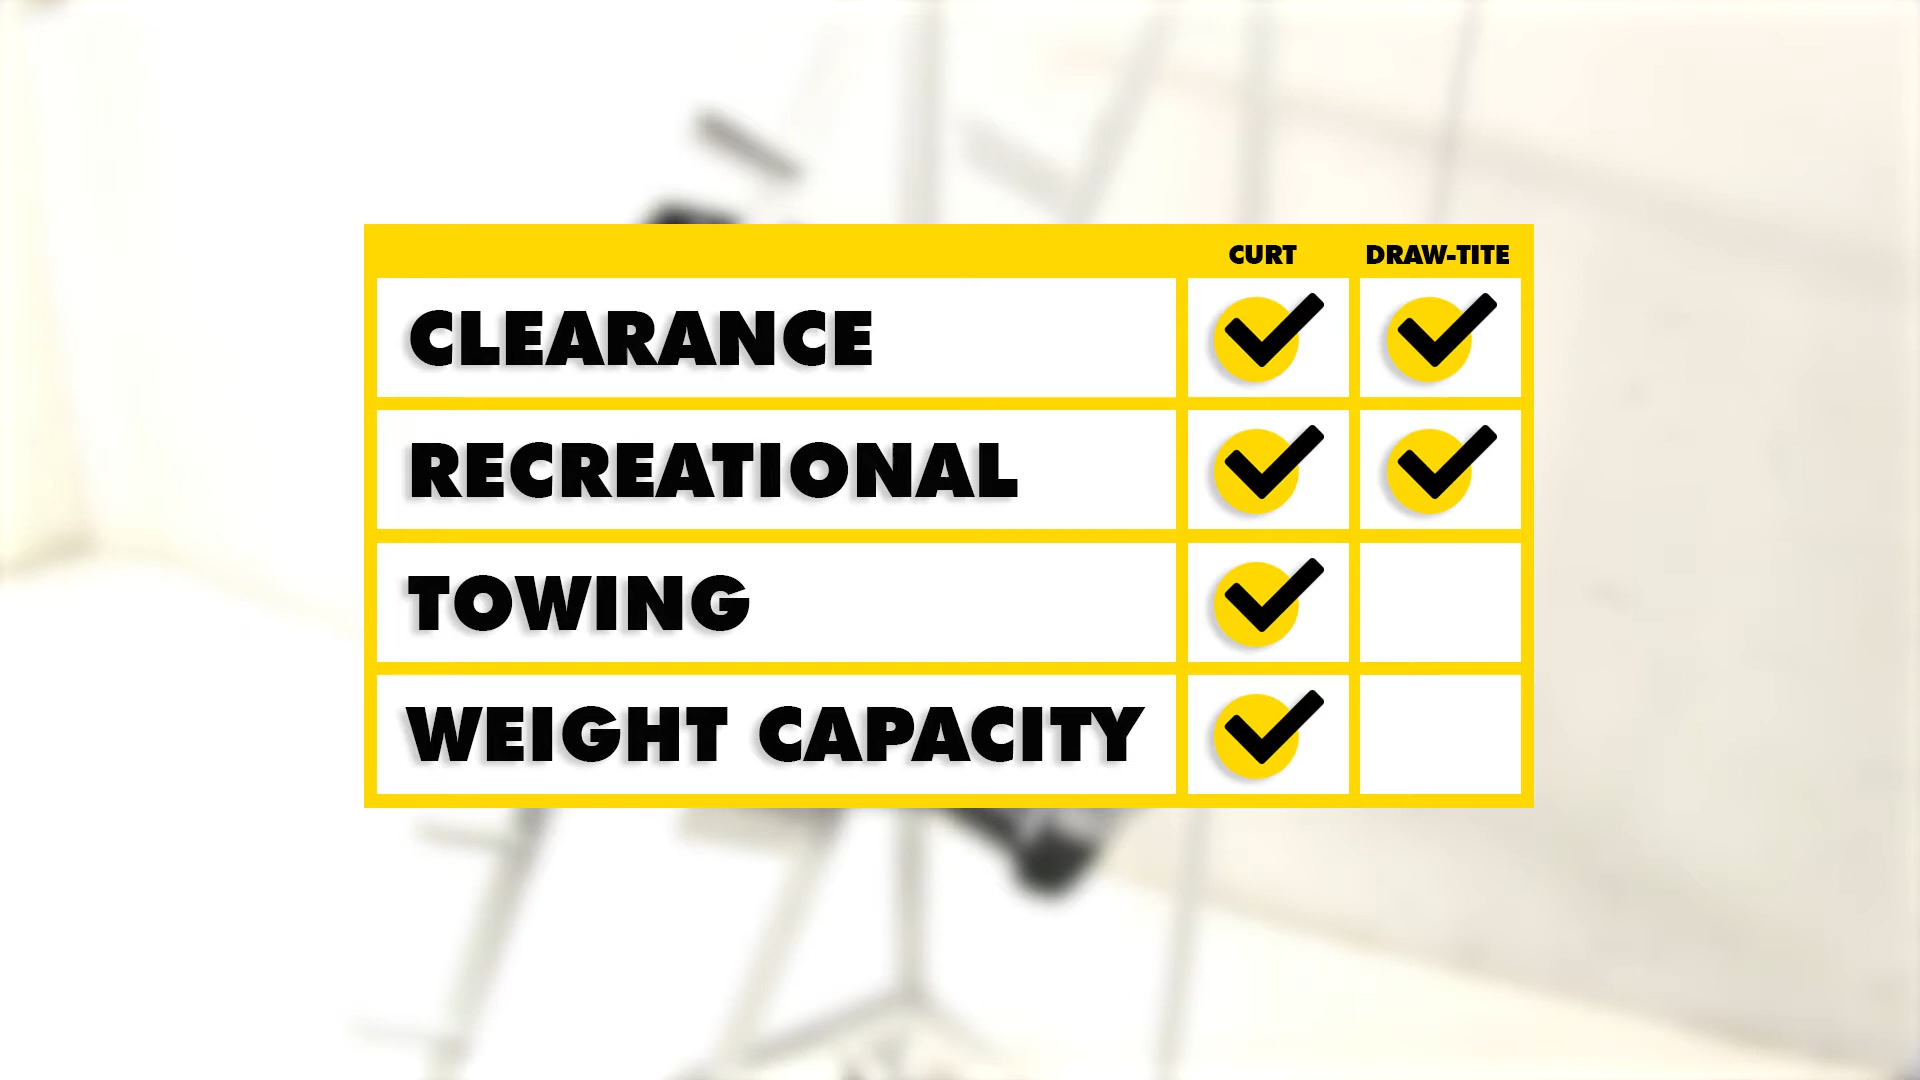 CURT DRAW-TITE
CLEARANCE
RECREATIONAL
TOWING
WEIGHT CAPACITY